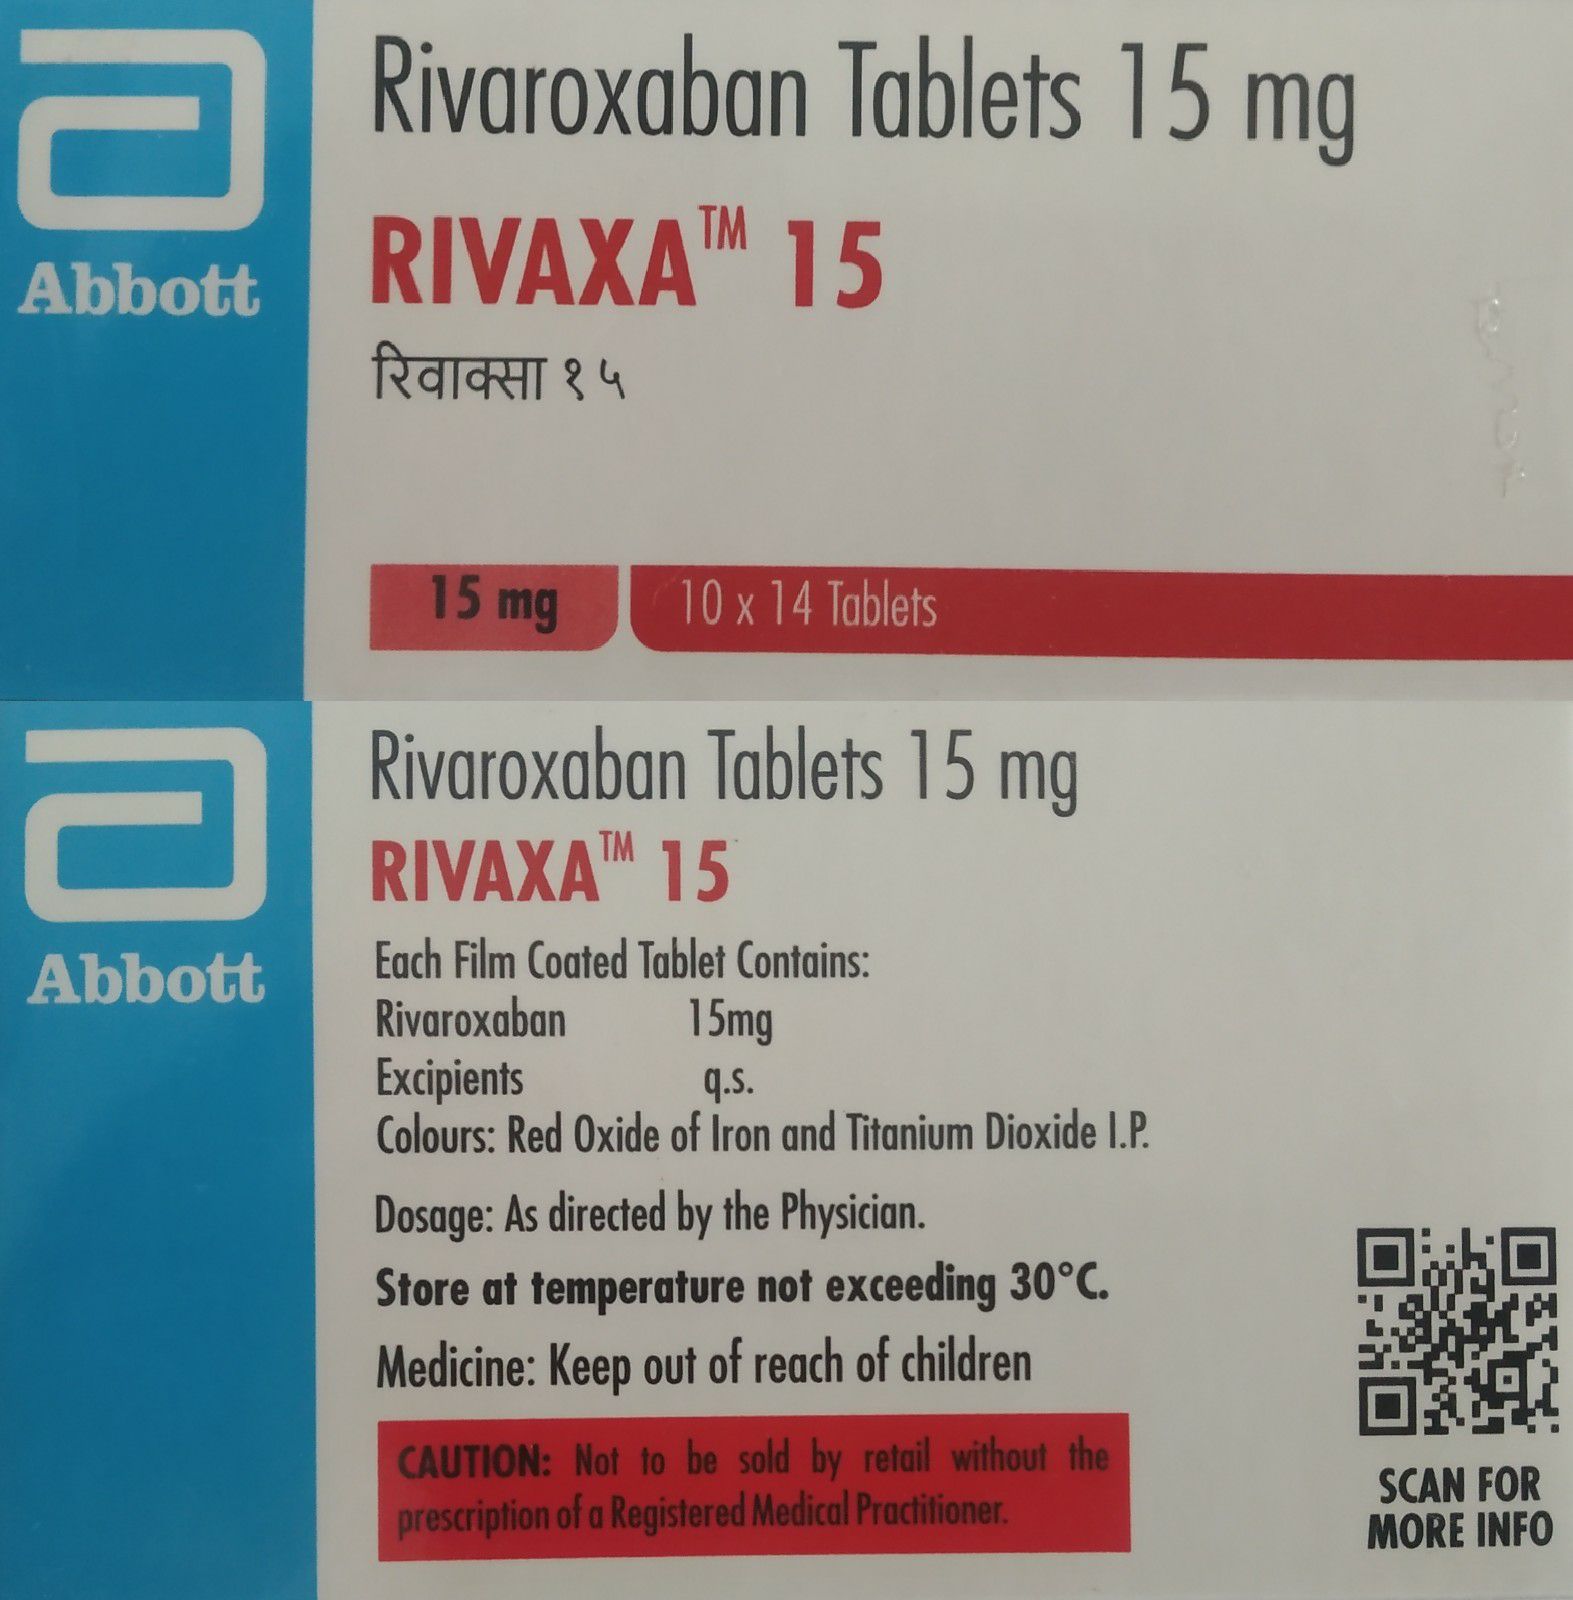 Abbott
Rivaroxaban Tablets 15 mg
RIVAXA™ 15
रिवाक्सा १५
15 mg
10 x 14 Tablets
Abbott
Rivaroxaban Tablets 15 mg
RIVAXA™ 15
Each Film Coated Tablet Contains:
Rivaroxaban 15mg
Excipients q.s.
Colours: Red Oxide of Iron and Titanium Dioxide I.P.
Dosage: As directed by the Physician.
Store at temperature not exceeding 30°C.
Medicine: Keep out of reach of children
CAUTION: Not to be sold by retail without the
prescription of a Registered Medical Practitioner.
SCAN FOR
MORE INFO